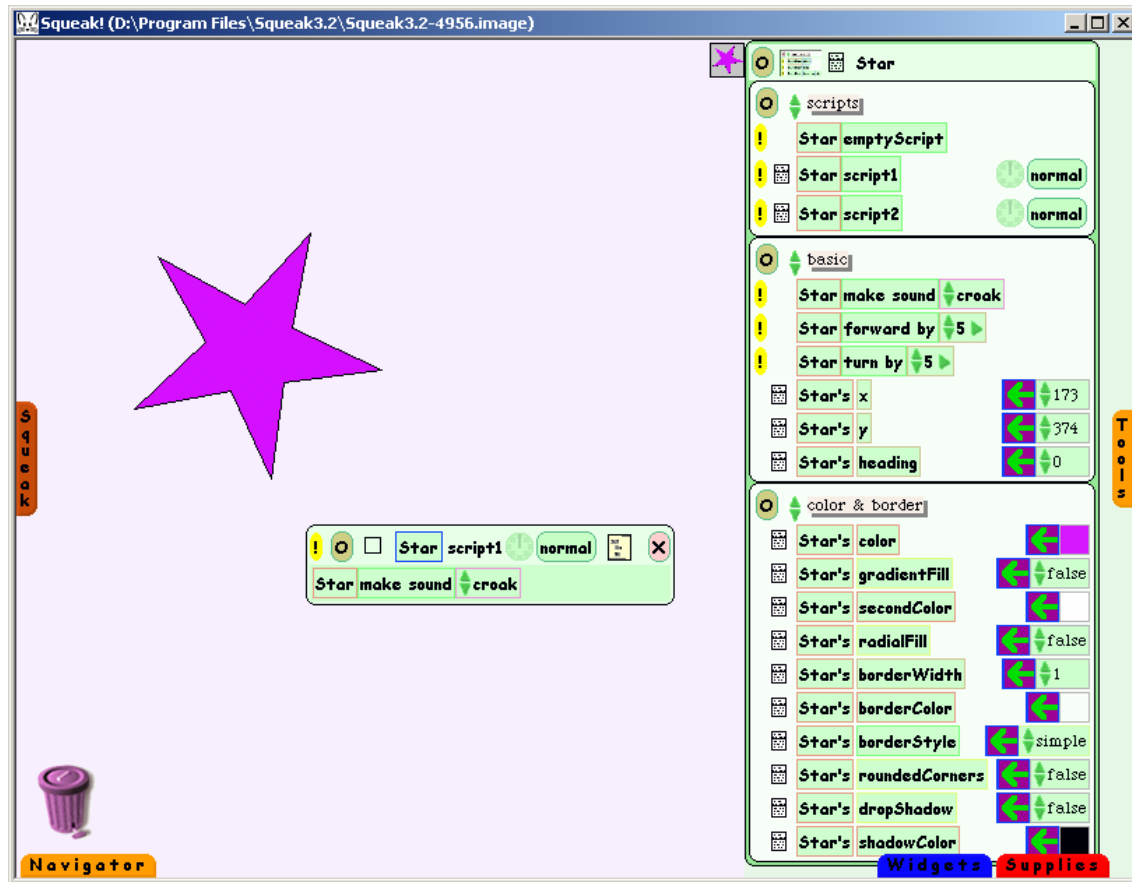 Squeak! (D:\Program Files\Squeak3.2\Squeak3.2-4956.image)
O Star
O scripts
! Star emptyScript
! Star script1 normal
! Star script2 normal
O basic
! Star make sound croak
! Star forward by 5
! Star turn by 5
Star's x 173
Star's y 374
Star's heading 0
O color & border
Star's color
Star's gradientFill false
Star's secondColor
Star's radialFill false
Star's borderWidth 1
Star's borderColor
Star's borderStyle simple
Star's roundedCorners false
Star's dropShadow false
Star's shadowColor
Squeak
Tools
! O Star script1 normal
Star make sound croak
Navigator
Widgets
Supplies